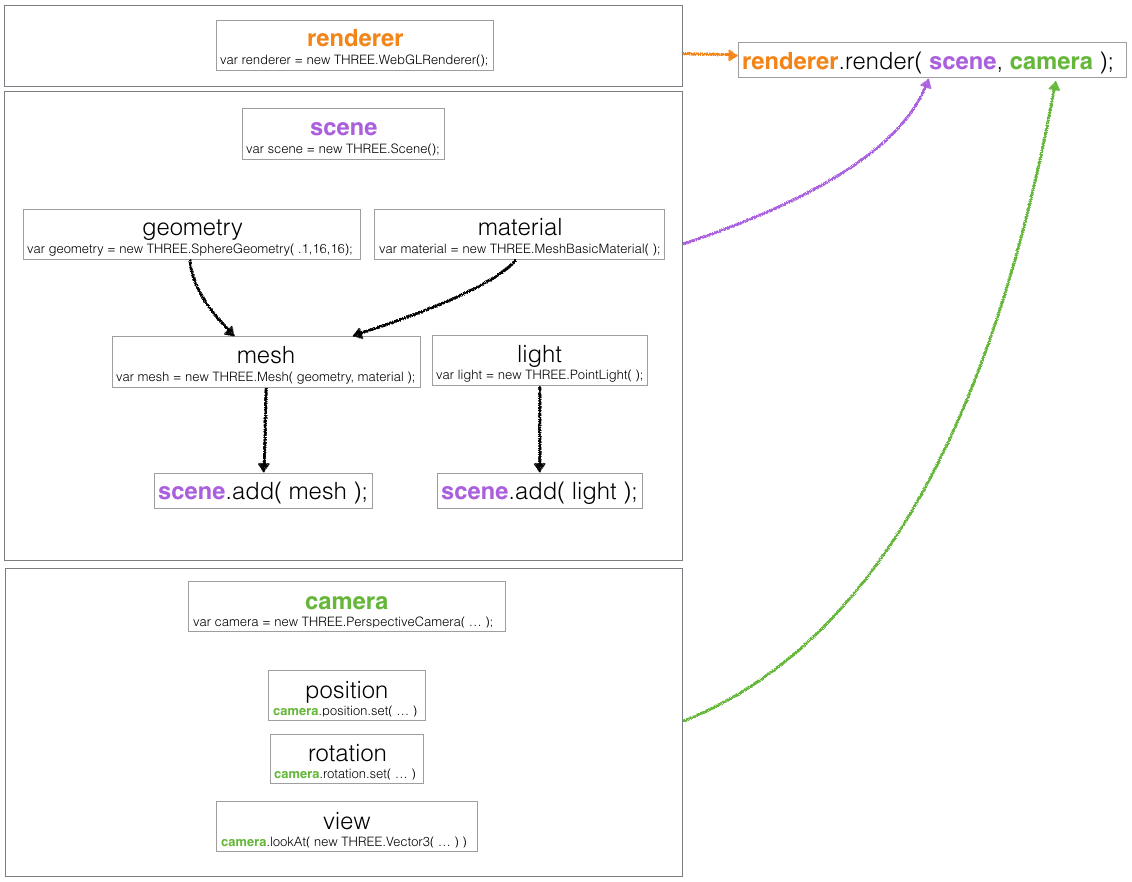 renderer
var renderer = new THREE.WebGLRenderer();
renderer.render( scene, camera );
scene
var scene = new THREE.Scene();
geometry
var geometry = new THREE.SphereGeometry( .1,16,16);
material
var material = new THREE.MeshBasicMaterial( );
mesh
var mesh = new THREE.Mesh( geometry, material );
light
var light = new THREE.PointLight( );
scene.add( mesh );
scene.add( light );
camera
var camera = new THREE.PerspectiveCamera( … );
position
camera.position.set( … )
rotation
camera.rotation.set( … )
view
camera.lookAt( new THREE.Vector3( … ) )